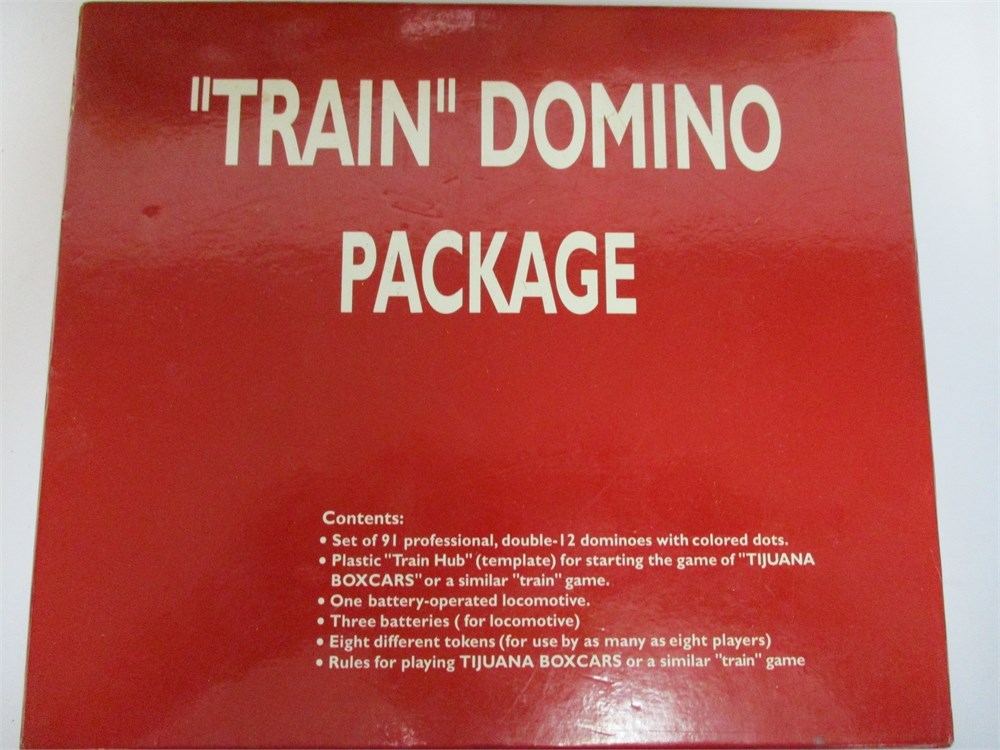 "TRAIN" DOMINO
PACKAGE
Contents:
• Set of 91 professional, double-12 dominoes with colored dots.
• Plastic "Train Hub" (template) for starting the game of "TIJUANA
BOXCARS" or a similar "train" game.
• One battery-operated locomotive.
• Three batteries ( for locomotive)
• Eight different tokens (for use by as many as eight players)
• Rules for playing TIJUANA BOXCARS or a similar "train" game